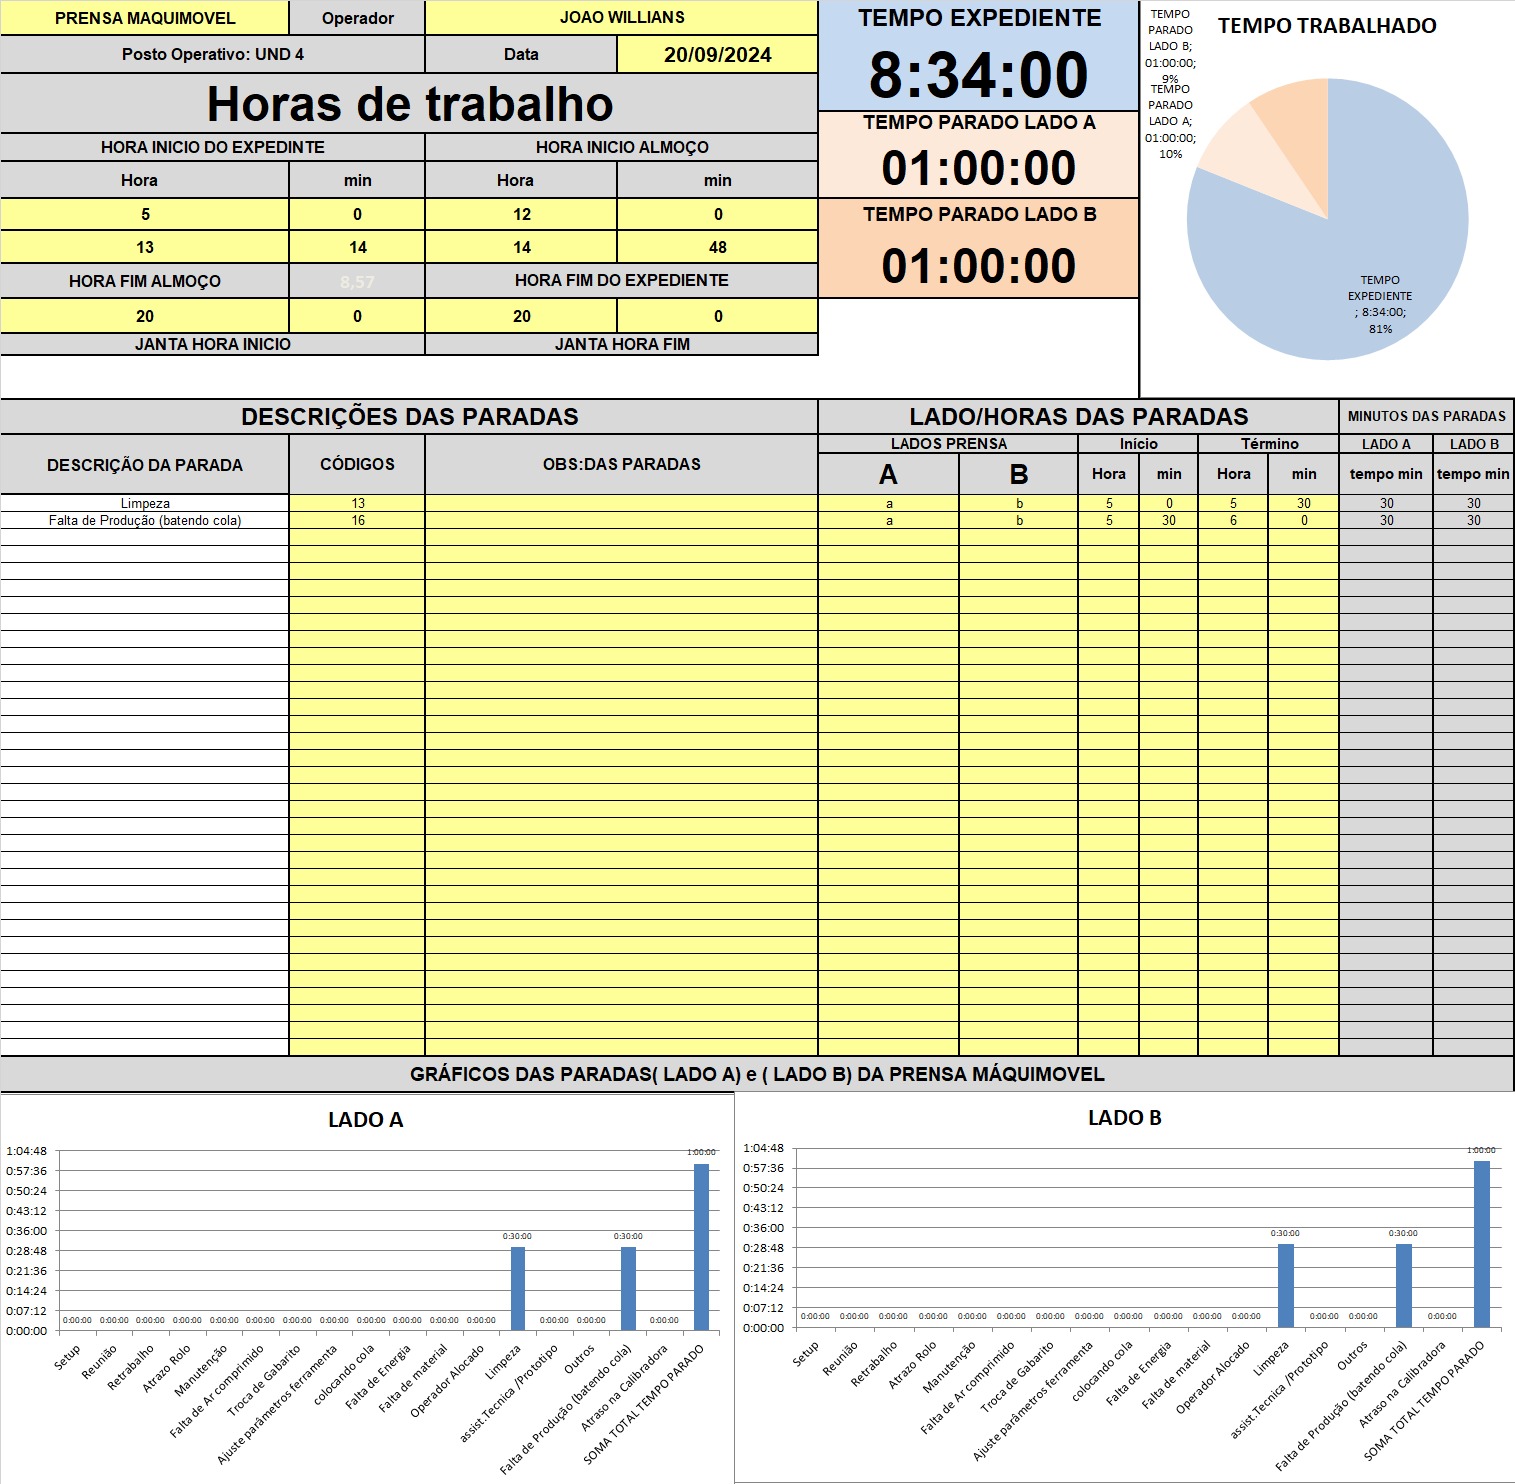 PRENSA MAQUIMOVEL Operador JOAO WILLIANS
Posto Operativo: UND 4 Data 20/09/2024
Horas de trabalho
HORA INICIO DO EXPEDINTE HORA INICIO ALMOÇO
Hora min Hora min
5 0 12 0
13 14 14 48
HORA FIM ALMOÇO 8,57 HORA FIM DO EXPEDIENTE
20 0 20 0
JANTA HORA INICIO JANTA HORA FIM
TEMPO EXPEDIENTE
8:34:00
TEMPO PARADO LADO A
01:00:00
TEMPO PARADO LADO B
01:00:00
TEMPO TRABALHADO
TEMPO
PARADO
LADO B;
01:00:00;
9%
TEMPO
PARADO
LADO A;
01:00:00;
10%
TEMPO
EXPEDIENTE
; 8:34:00;
81%
DESCRIÇÕES DAS PARADAS LADO/HORAS DAS PARADAS MINUTOS DAS PARADAS
LADOS PRENSA Início Término LADO A LADO B
DESCRIÇÃO DA PARADA CÓDIGOS OBS:DAS PARADAS A B Hora min Hora min tempo min tempo min
Limpeza 13 a b 5 0 5 30 30 30
Falta de Produção (batendo cola) 16 a b 5 30 6 0 30 30
GRÁFICOS DAS PARADAS( LADO A) e ( LADO B) DA PRENSA MÁQUIMOVEL
LADO A
1:04:48
0:57:36
0:50:24
0:43:12
0:36:00
0:28:48
0:21:36
0:14:24
0:07:12
0:00:00
0:00:00 0:00:00 0:00:00 0:00:00 0:00:00 0:00:00 0:00:00 0:00:00 0:00:00 0:00:00 0:00:00 0:00:00 0:30:00 0:00:00 0:00:00 0:30:00 0:00:00 1:00:00
Setup
Reunião
Retrabalho
Atrazo Rolo
Manutenção
Falta de Ar comprimido
Troca de Gabarito
Ajuste parâmetros ferramenta
colocando cola
Falta de Energia
Falta de material
Operador Alocado
Limpeza
assist.Tecnica /Prototipo
Outros
Falta de Produção (batendo cola)
Atraso na Calibradora
SOMA TOTAL TEMPO PARADO
LADO B
1:04:48
0:57:36
0:50:24
0:43:12
0:36:00
0:28:48
0:21:36
0:14:24
0:07:12
0:00:00
0:00:00 0:00:00 0:00:00 0:00:00 0:00:00 0:00:00 0:00:00 0:00:00 0:00:00 0:00:00 0:00:00 0:00:00 0:30:00 0:00:00 0:00:00 0:30:00 0:00:00 1:00:00
Setup
Reunião
Retrabalho
Atrazo Rolo
Manutenção
Falta de Ar comprimido
Troca de Gabarito
Ajuste parâmetros ferramenta
colocando cola
Falta de Energia
Falta de material
Operador Alocado
Limpeza
assist.Tecnica /Prototipo
Outros
Falta de Produção (batendo cola)
Atraso na Calibradora
SOMA TOTAL TEMPO PARADO